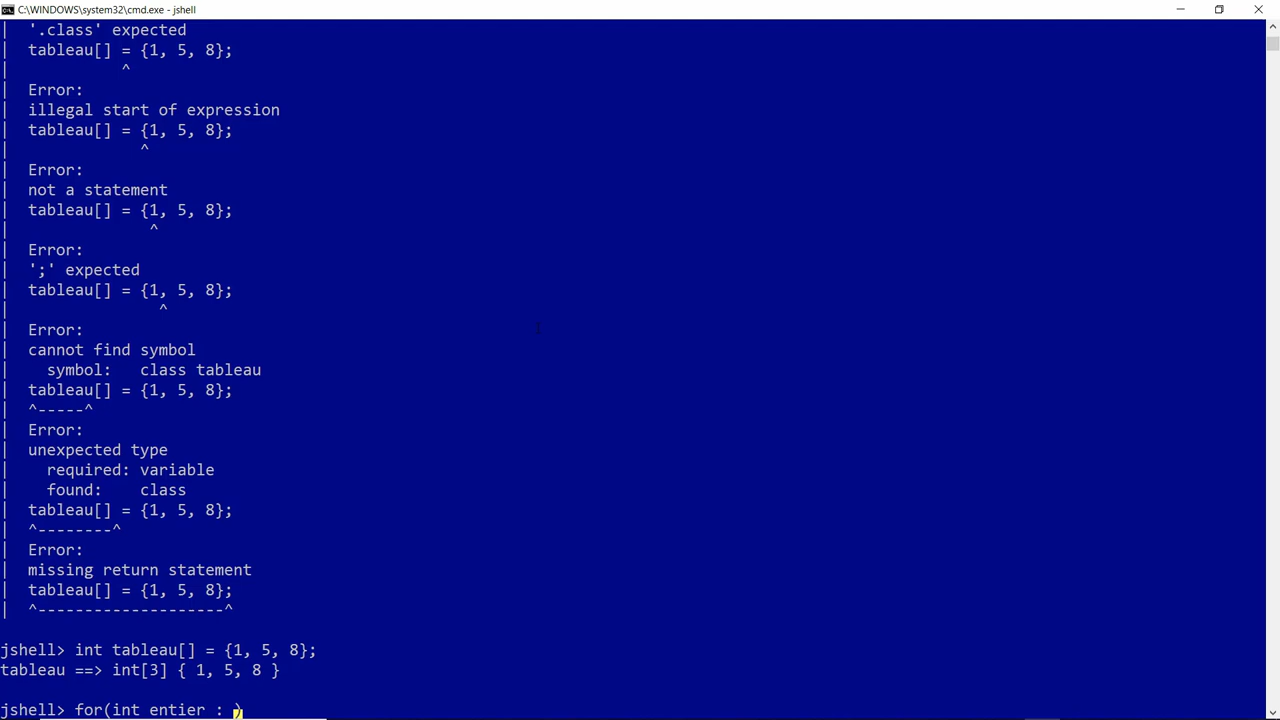 C:\WINDOWS\system32\cmd.exe - jshell
|  '.class' expected
|  tableau[] = {1, 5, 8};
|            ^
|  Error:
|  illegal start of expression
|  tableau[] = {1, 5, 8};
|              ^
|  Error:
|  not a statement
|  tableau[] = {1, 5, 8};
|               ^
|  Error:
|  ';' expected
|  tableau[] = {1, 5, 8};
|                ^
|  Error:
|  cannot find symbol
|    symbol:   class tableau
|  tableau[] = {1, 5, 8};
|  ^-----^
|  Error:
|  unexpected type
|    required: variable
|    found:    class
|  tableau[] = {1, 5, 8};
|  ^--------^
|  Error:
|  missing return statement
|  tableau[] = {1, 5, 8};
|  ^--------------------^
jshell> int tableau[] = {1, 5, 8};
tableau ==> int[3] { 1, 5, 8 }
jshell> for(int entier : )